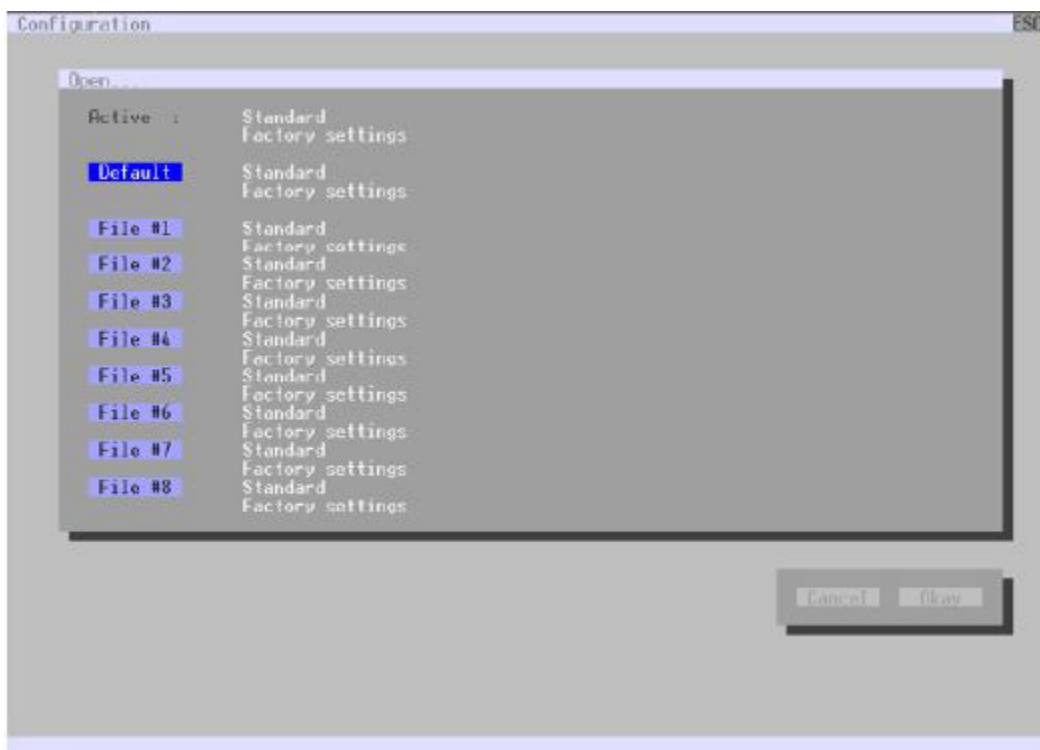 Configuration ESC
Open...
Active : Standard
Factory settings
Default Standard
Factory settings
File #1 Standard
Factory settings
File #2 Standard
Factory settings
File #3 Standard
Factory settings
File #4 Standard
Factory settings
File #5 Standard
Factory settings
File #6 Standard
Factory settings
File #7 Standard
Factory settings
File #8 Standard
Factory settings
Cancel Okay